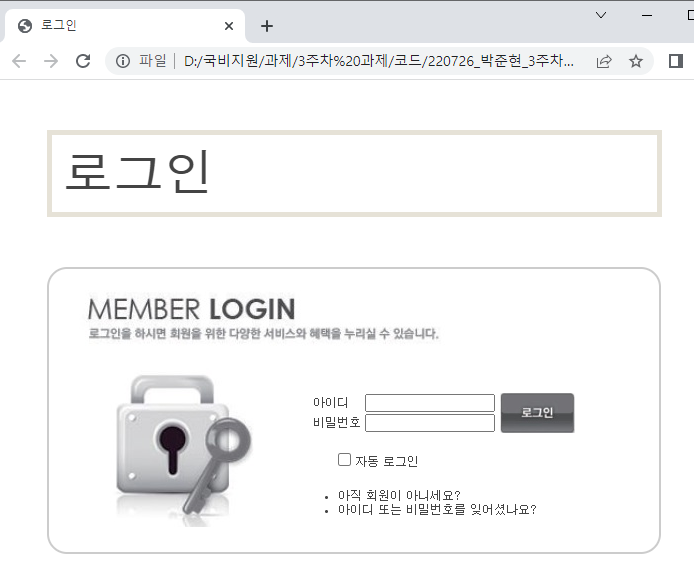 로그인
파일 D:/국비지원/과제/3주차%20과제/코드/220726_박준현_3주차...
로그인
MEMBER LOGIN
로그인을 하시면 회원을 위한 다양한 서비스와 혜택을 누리실 수 있습니다.
아이디
비밀번호
로그인
자동 로그인
아직 회원이 아니세요?
아이디 또는 비밀번호를 잊어셨나요?